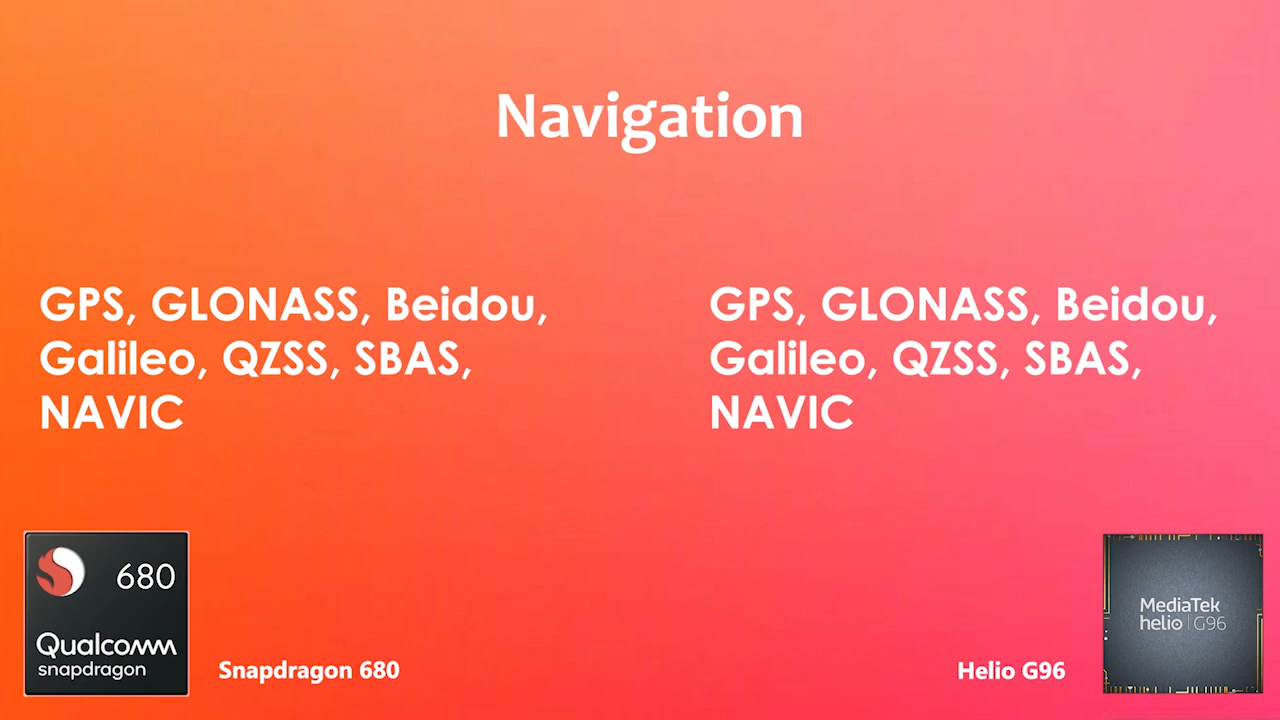 Navigation
GPS, GLONASS, Beidou,
Galileo, QZSS, SBAS,
NAVIC
GPS, GLONASS, Beidou,
Galileo, QZSS, SBAS,
NAVIC
680
Qualcomm
snapdragon
Snapdragon 680
Helio G96
MediaTek
helio | G96